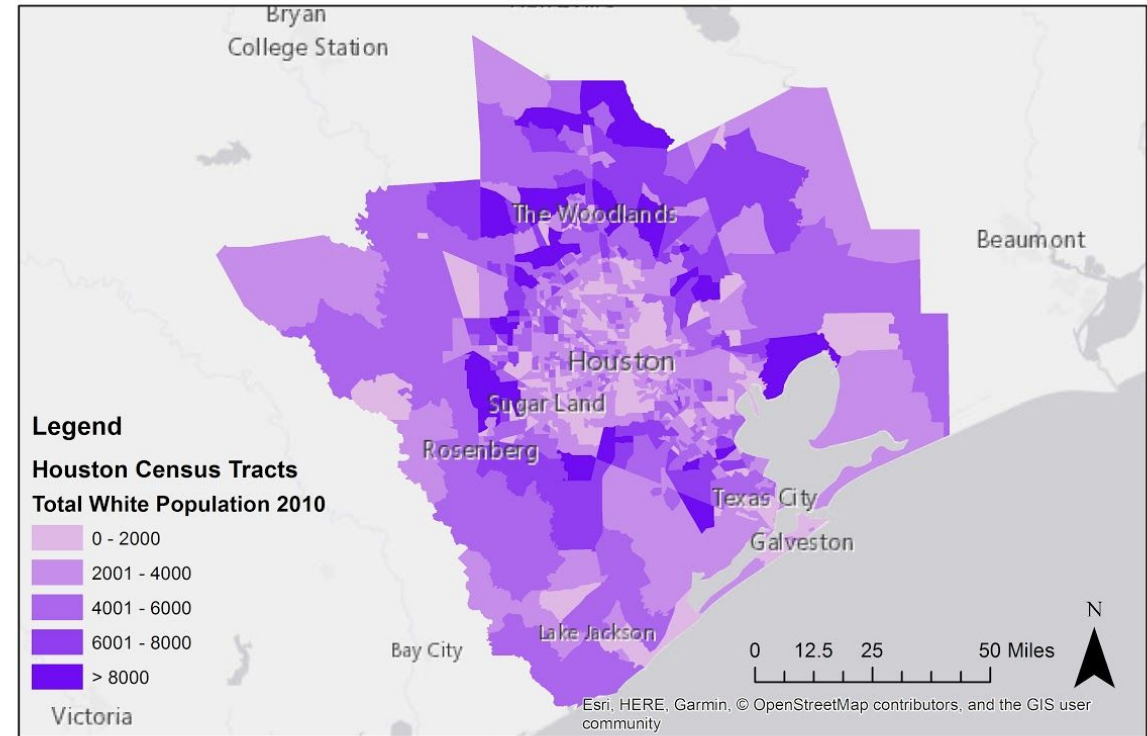 Bryan
College Station
The Woodlands
Beaumont
Houston
Sugar Land
Rosenberg
Texas City
Galveston
Lake Jackson
Bay City
Victoria
Legend
Houston Census Tracts
Total White Population 2010
0 - 2000
2001 - 4000
4001 - 6000
6001 - 8000
> 8000
N
0 12.5 25 50 Miles
Esri, HERE, Garmin, © OpenStreetMap contributors, and the GIS user
community